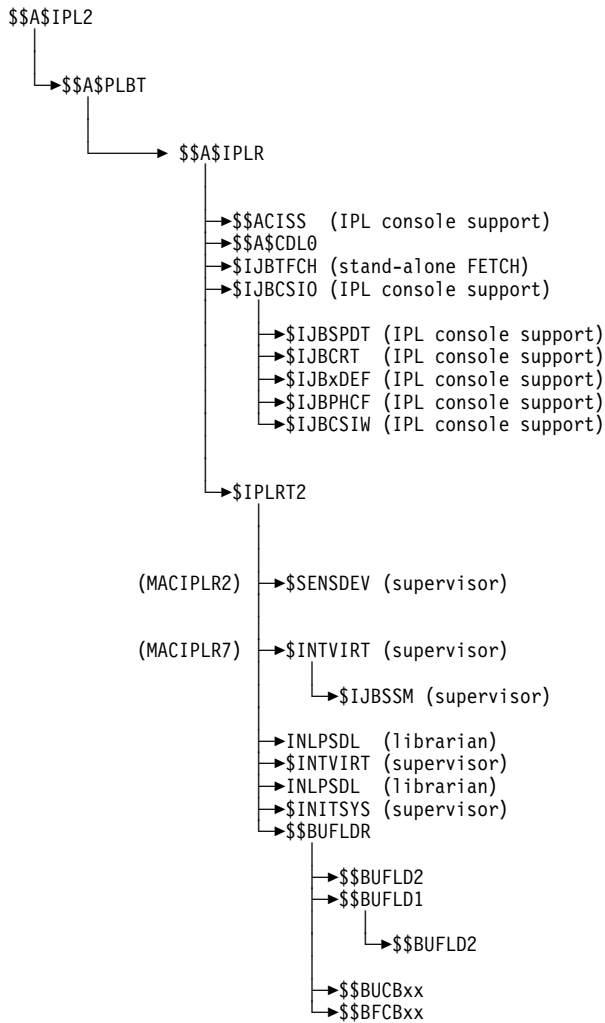 $$A$IPL2
$$A$PLBT
$$A$IPLR
$$ACISS (IPL console support)
$$A$CDL0
$IJBTFCH (stand-alone FETCH)
$IJBCSIO (IPL console support)
$IJBSPDT (IPL console support)
$IJBCRT (IPL console support)
$IJBxDEF (IPL console support)
$IJBPHCF (IPL console support)
$IJBCSIW (IPL console support)
$IPLRT2
(MACIPLR2) $SENSDEV (supervisor)
(MACIPLR7) $INTVIRT (supervisor)
$IJBSSM (supervisor)
INLPSDL (librarian)
$INTVIRT (supervisor)
INLPSDL (librarian)
$INITSYS (supervisor)
$$BUFLDR
$$BUFLD2
$$BUFLD1
$$BUFLD2
$$BUCBxx
$$BFCBxx